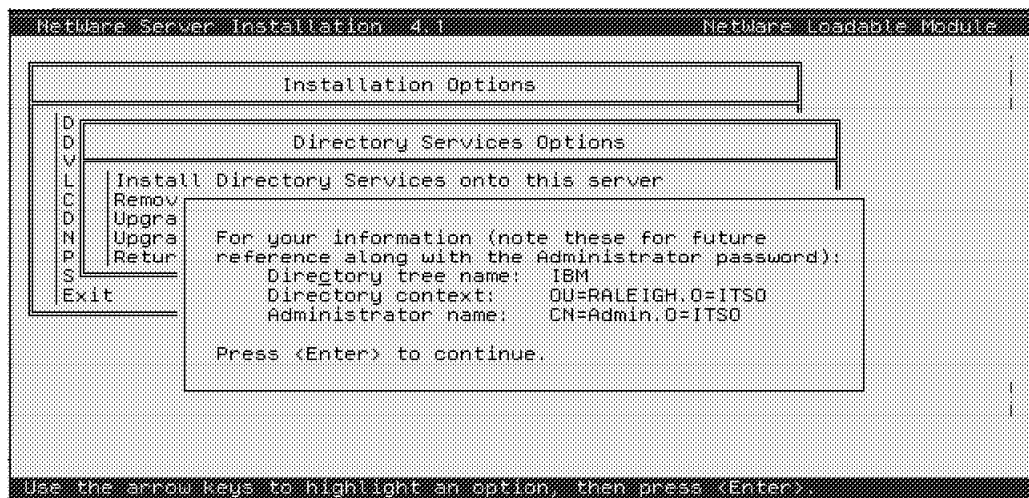 NetWare Server Installation 4.1 NetWare Loadable Module
Installation Options
D
D
Directory Services Options
V
L Install Directory Services onto this server
C Remov
D Upgra
N Upgra For your information (note these for future
P Retur reference along with the Administrator password):
S Directory tree name: IBM
Exit Directory context: OU=RALEIGH.O=ITSO
Administrator name: CN=Admin.O=ITSO
Press <Enter> to continue.
Use the arrow keys to highlight an option, then press <Enter>.